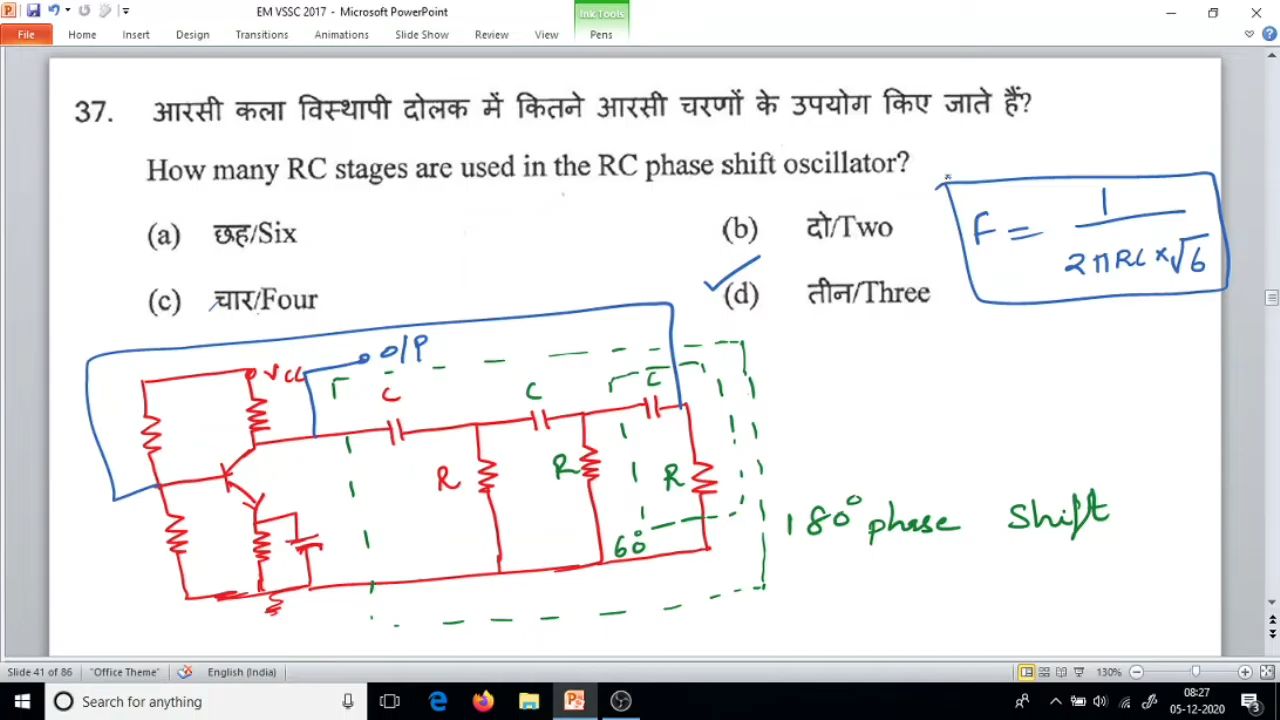 EM VSSC 2017 - Microsoft PowerPoint
Ink Tools
File Home Insert Design Transitions Animations Slide Show Review View Pens
37. आरसी कला विस्थापी दोलक में कितने आरसी चरणों के उपयोग किए जाते हैं?
How many RC stages are used in the RC phase shift oscillator?
(a) छह/Six
(b) दो/Two
(c) चार/Four
(d) तीन/Three
F = 1
2πRC×√6
O/P
VCC
C
C
C
R
R
R
60°
180° phase shift
Slide 41 of 86 "Office Theme" English (India) 130%
Search for anything
08:27
05-12-2020
3